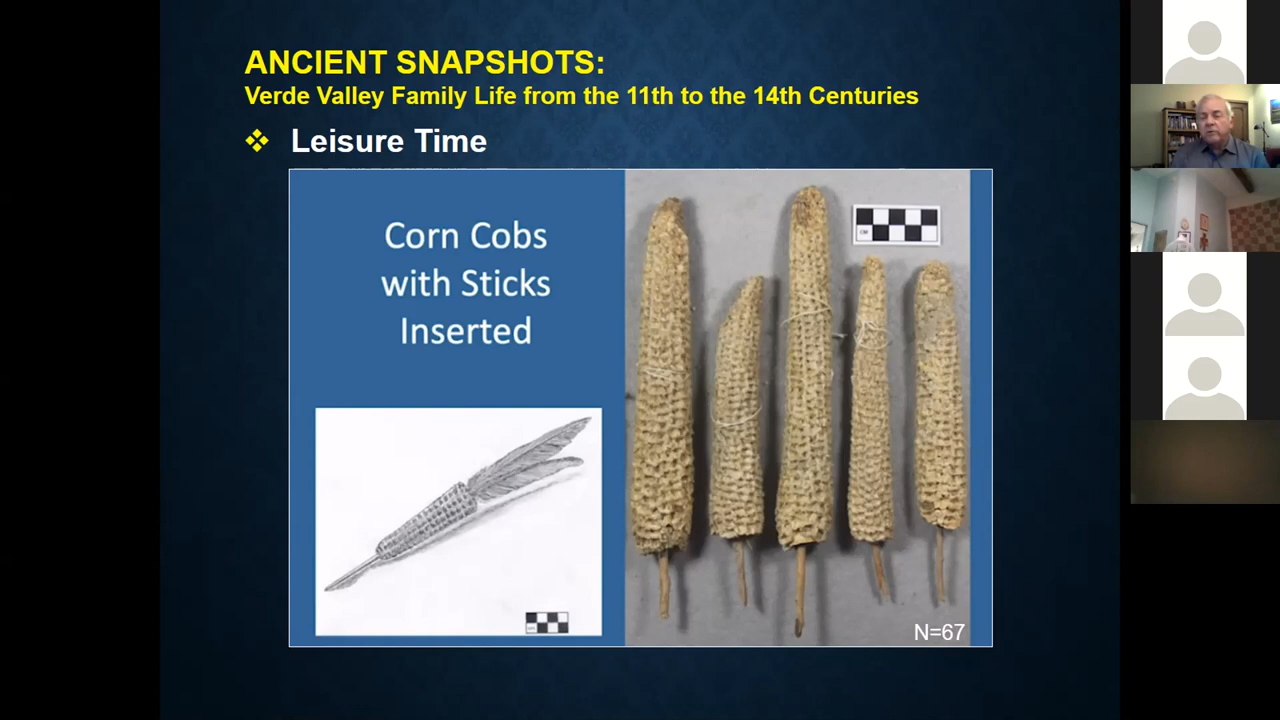 ANCIENT SNAPSHOTS:
Verde Valley Family Life from the 11th to the 14th Centuries
❖ Leisure Time
Corn Cobs
with Sticks
Inserted
CM
N=67